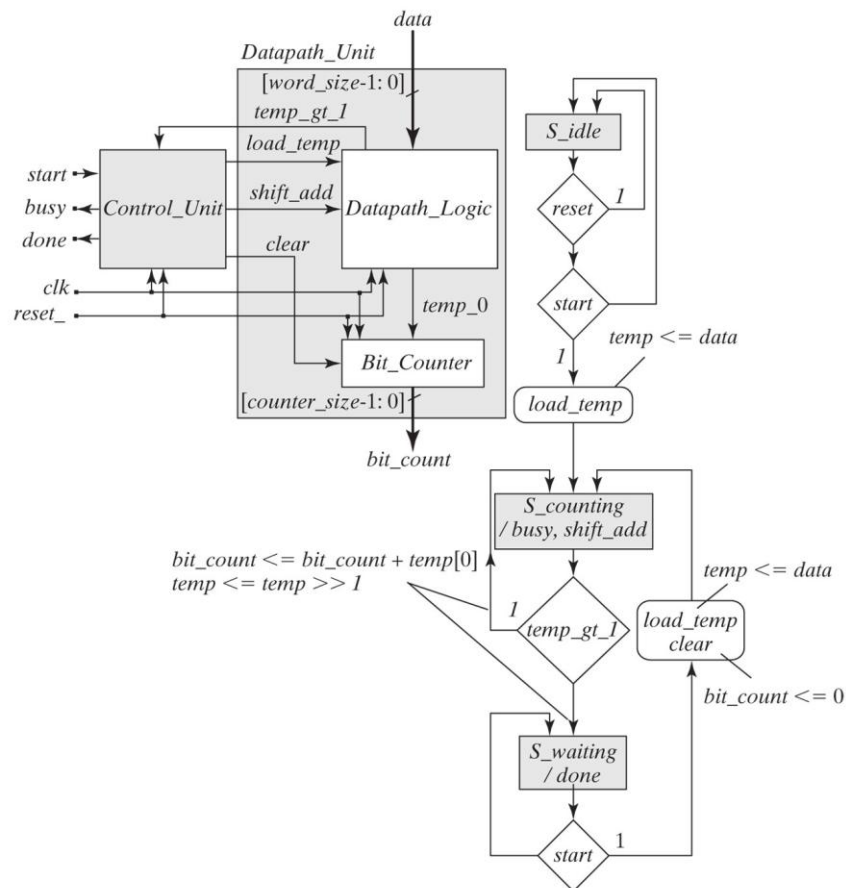 data
Datapath_Unit
[word_size-1: 0]
temp_gt_1
load_temp
start
busy
done
Control_Unit
shift_add
Datapath_Logic
clear
clk
reset_
temp_0
Bit_Counter
[counter_size-1: 0]
bit_count
S_idle
reset
1
start
1
temp <= data
load_temp
S_counting
/ busy, shift_add
bit_count <= bit_count + temp[0]
temp <= temp >> 1
1
temp_gt_1
temp <= data
load_temp
clear
bit_count <= 0
S_waiting
/ done
start
1